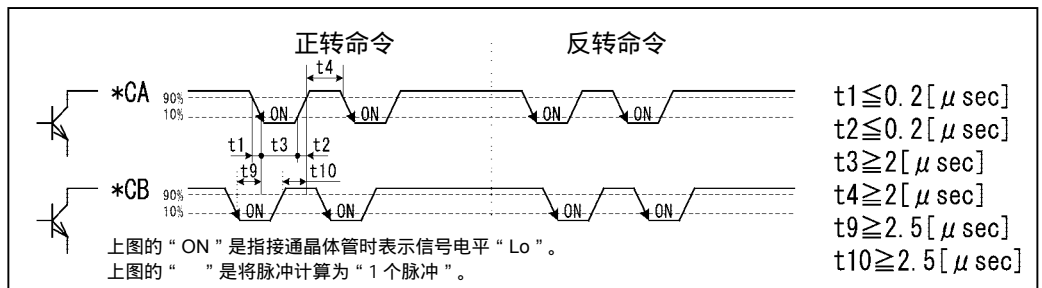 正转命令 反转命令
t4
*CA 90% 10% ON ON ON ON
t1 t3 t2
t9 t10
*CB 90% 10% ON ON ON ON
上图的“ON”是指接通晶体管时表示信号电平“Lo”。
上图的“ ”是将脉冲计算为“1个脉冲”。
t1≦0.2[μsec]
t2≦0.2[μsec]
t3≧2[μsec]
t4≧2[μsec]
t9≧2.5[μsec]
t10≧2.5[μsec]